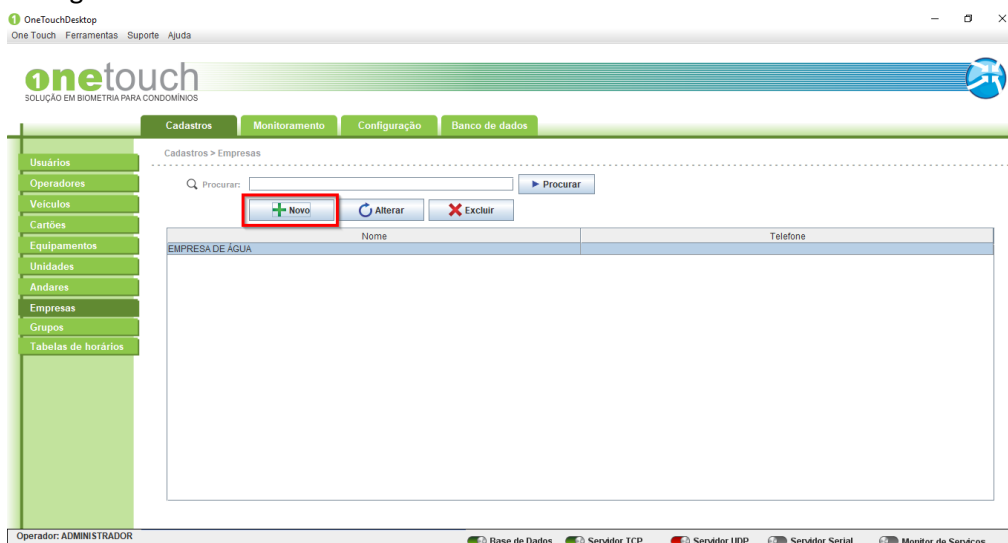 OneTouchDesktop
One Touch Ferramentas Suporte Ajuda
onetouch
SOLUÇÃO EM BIOMETRIA PARA CONDOMÍNIOS
Cadastros Monitoramento Configuração Banco de dados
Cadastros > Empresas
Usuários
Operadores
Veículos
Cartões
Equipamentos
Unidades
Andares
Empresas
Grupos
Tabelas de horários
Procurar: Procurar
Novo Alterar Excluir
Nome Telefone
EMPRESA DE ÁGUA
Operador: ADMINISTRADOR
Base de Dados Servidor TCP Servidor UDP Servidor Serial Monitor de Serviços